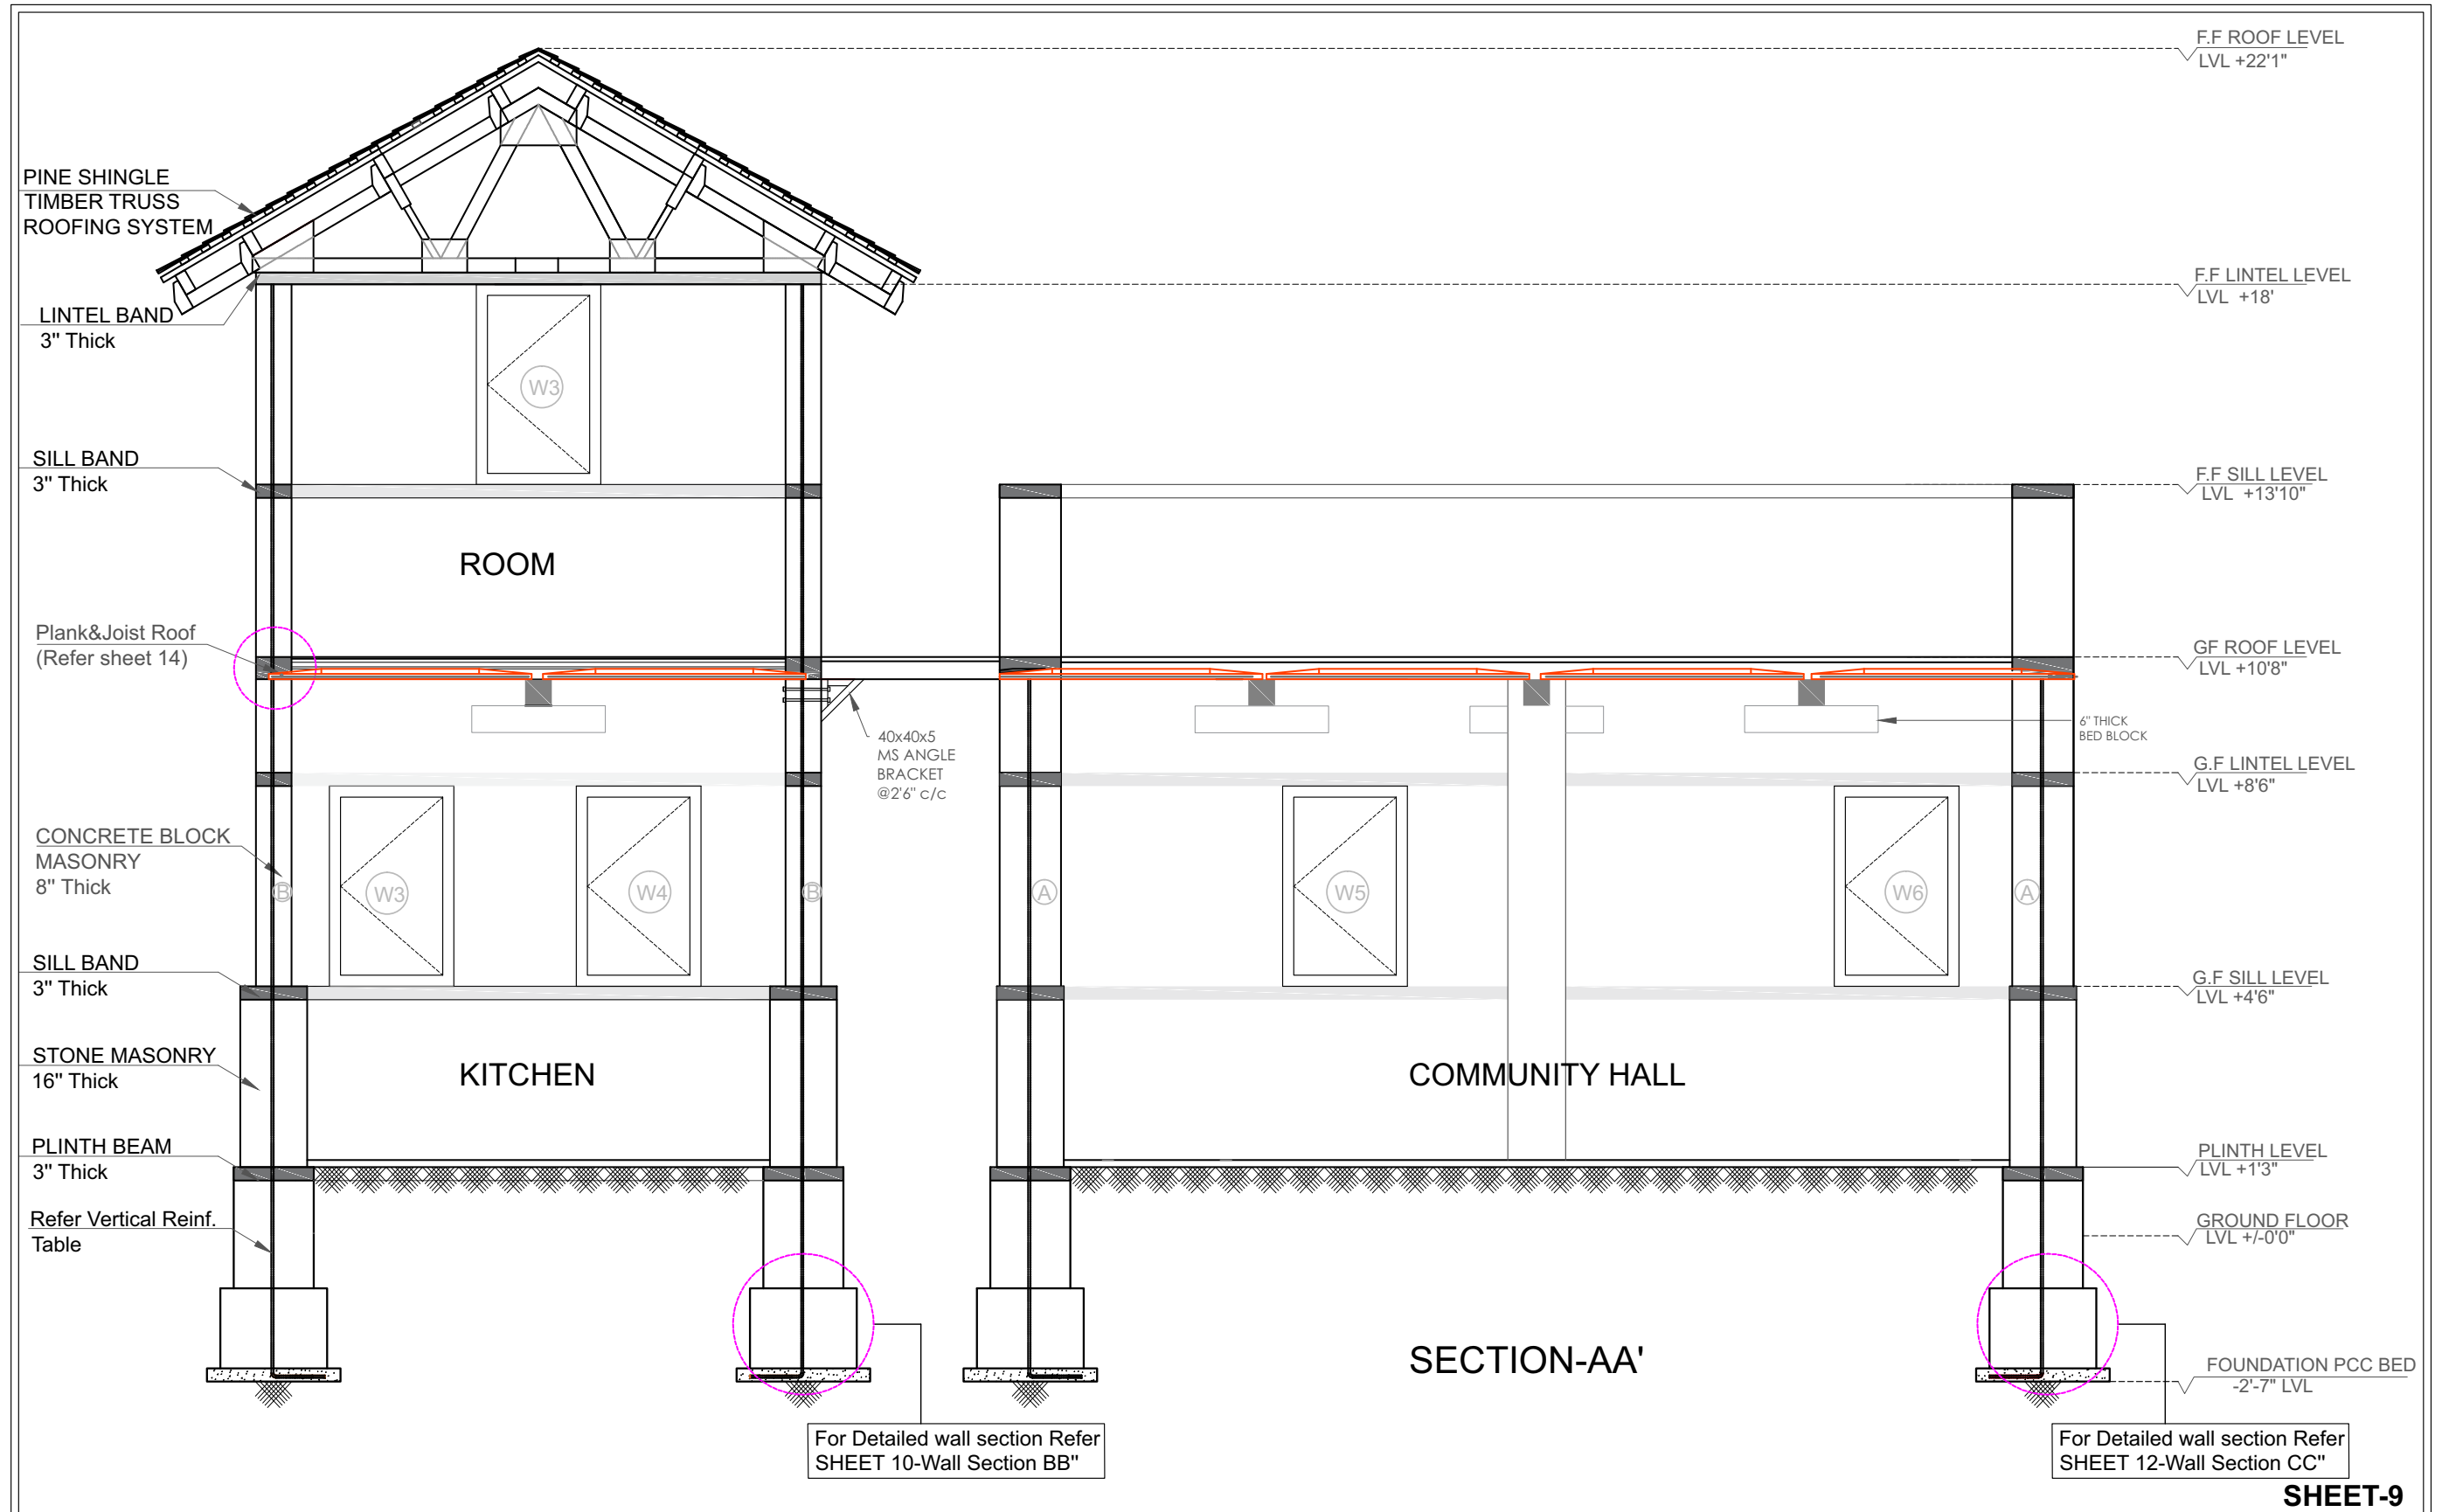 F.F ROOF LEVEL
LVL +22'1"
PINE SHINGLE
TIMBER TRUSS
ROOFING SYSTEM
F.F LINTEL LEVEL
LVL +18'
LINTEL BAND
3" Thick
W3
SILL BAND
3" Thick
F.F SILL LEVEL
LVL +13'10"
ROOM
Plank&Joist Roof
(Refer sheet 14)
GF ROOF LEVEL
LVL +10'8"
40x40x5
MS ANGLE
BRACKET
@2'6" c/c
6" THICK
BED BLOCK
G.F LINTEL LEVEL
LVL +8'6"
CONCRETE BLOCK
MASONRY
8" Thick
B
W3
W4
B
A
W5
W6
A
SILL BAND
3" Thick
G.F SILL LEVEL
LVL +4'6"
STONE MASONRY
16" Thick
KITCHEN
COMMUNITY HALL
PLINTH BEAM
3" Thick
PLINTH LEVEL
LVL +1'3"
Refer Vertical Reinf.
Table
GROUND FLOOR
LVL +/-0'0"
SECTION-AA'
FOUNDATION PCC BED
-2'-7" LVL
For Detailed wall section Refer
SHEET 10-Wall Section BB"
For Detailed wall section Refer
SHEET 12-Wall Section CC"
SHEET-9